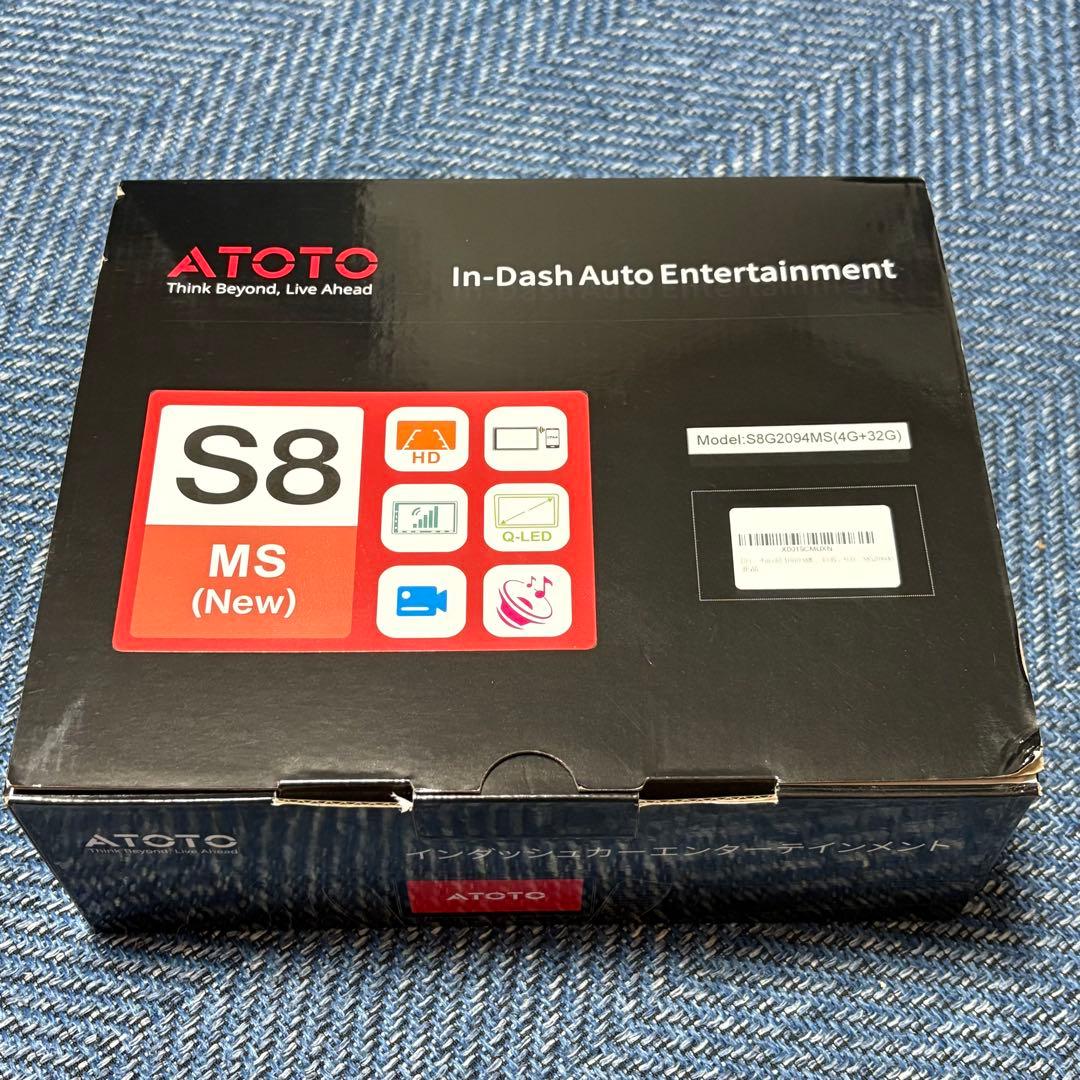 ATOTO
Think Beyond, Live Ahead
In-Dash Auto Entertainment
S8
MS
(New)
HD
Q-LED
Model:S8G2094MS(4G+32G)
ATOTO
Think Beyond, Live Ahead
インダッシュカーエンターテインメント
ATOTO